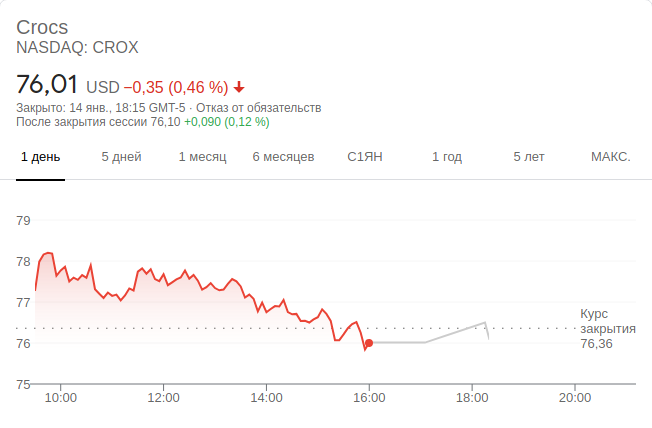 Crocs
NASDAQ: CROX
76,01 USD −0,35 (0,46 %)
Закрыто: 14 янв., 18:15 GMT-5 · Отказ от обязательств
После закрытия сессии 76,10 +0,090 (0,12 %)
1 день 5 дней 1 месяц 6 месяцев С1ЯН 1 год 5 лет МАКС.
79
78
77
76
75
Курс
закрытия
76,36
10:00 12:00 14:00 16:00 18:00 20:00